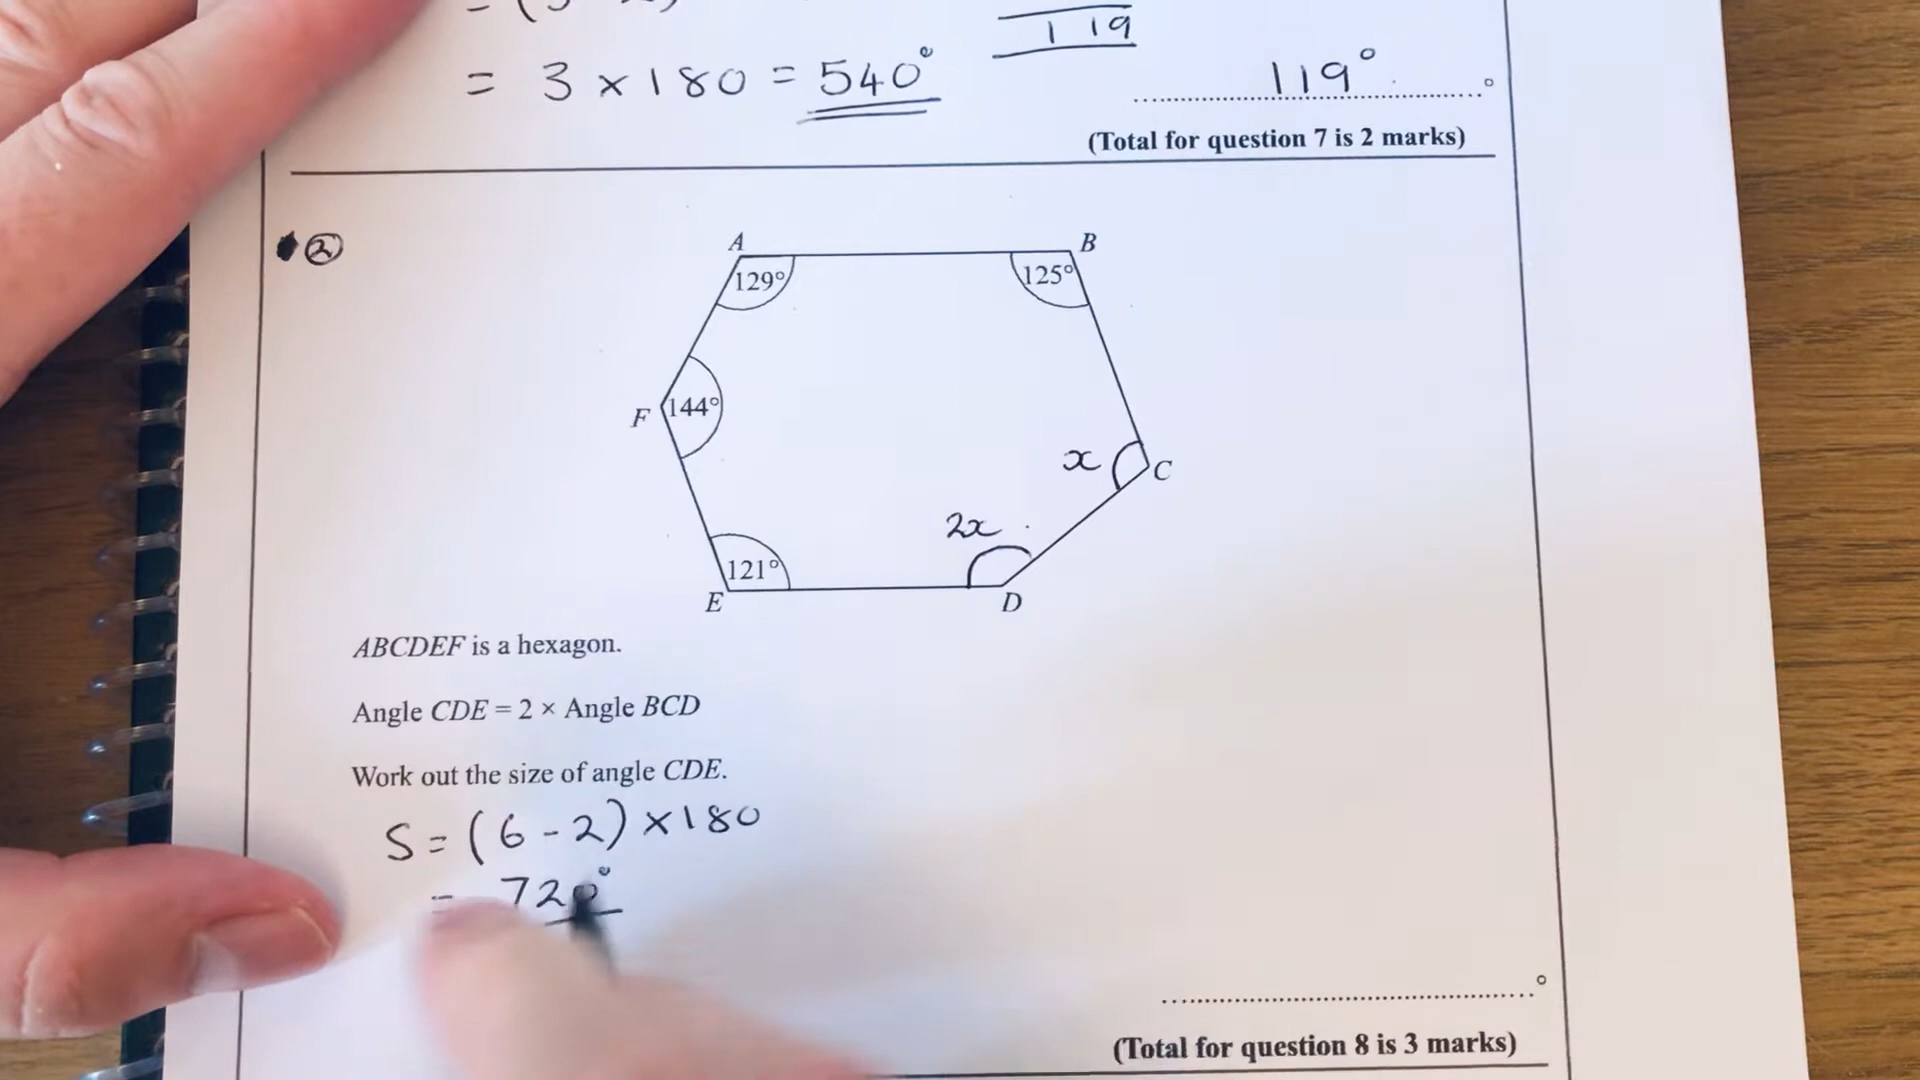 119
= 3 × 180 = 540°
119° °
(Total for question 7 is 2 marks)
②
A B
129° 125°
F 144°
x C
2x
121°
E D
ABCDEF is a hexagon.
Angle CDE = 2 × Angle BCD
Work out the size of angle CDE.
S = (6 - 2) × 180
= 720°
°
(Total for question 8 is 3 marks)